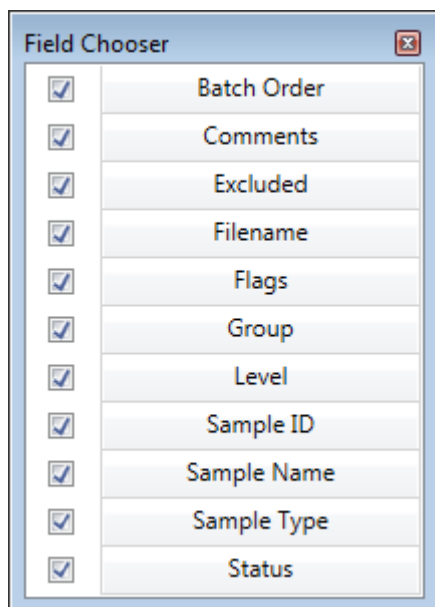 Field Chooser
Batch Order
Comments
Excluded
Filename
Flags
Group
Level
Sample ID
Sample Name
Sample Type
Status